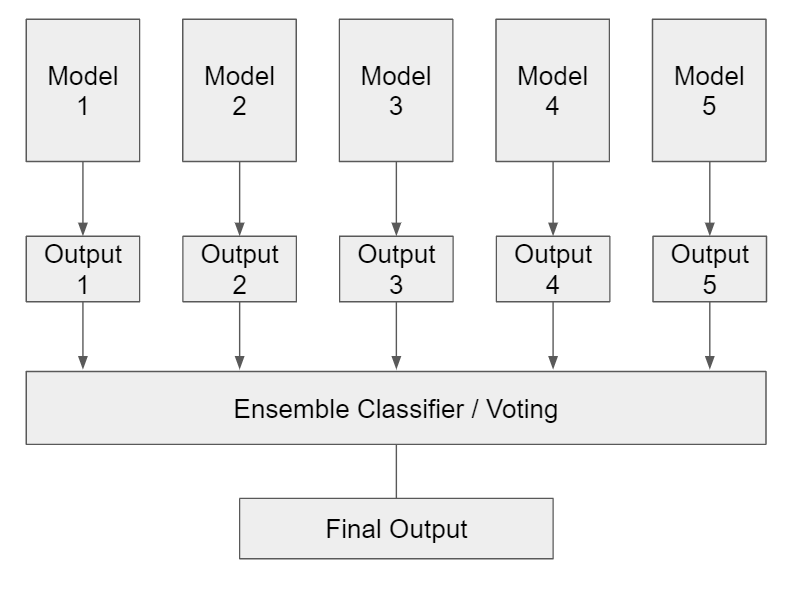 Model
1
Model
2
Model
3
Model
4
Model
5
Output
1
Output
2
Output
3
Output
4
Output
5
Ensemble Classifier / Voting
Final Output